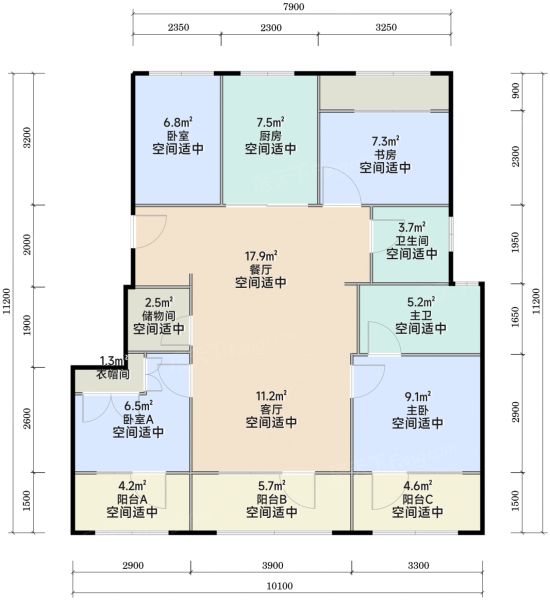 7900
2350
2300
3250
6.8㎡
卧室
空间适中
7.5㎡
厨房
空间适中
7.3㎡
书房
空间适中
3200
900
2300
17.9㎡
餐厅
空间适中
3.7㎡
卫生间
空间适中
2000
1950
2.5㎡
储物间
空间适中
5.2㎡
主卫
空间适中
11200
1900
1650
11200
1.3㎡
衣帽间
6.5㎡
卧室A
空间适中
11.2㎡
客厅
空间适中
9.1㎡
主卧
空间适中
2600
2900
4.2㎡
阳台A
空间适中
5.7㎡
阳台B
空间适中
4.6㎡
阳台C
空间适中
1500
1500
2900
3900
3300
10100